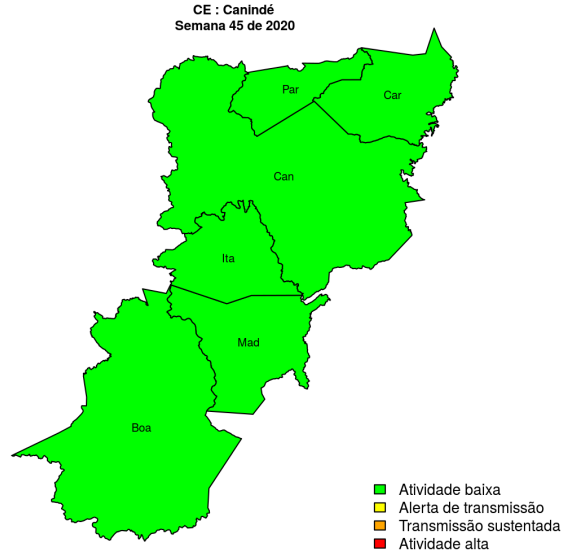 CE : Canindé
Semana 45 de 2020
Par
Car
Can
Ita
Mad
Boa
Atividade baixa
Alerta de transmissão
Transmissão sustentada
Atividade alta